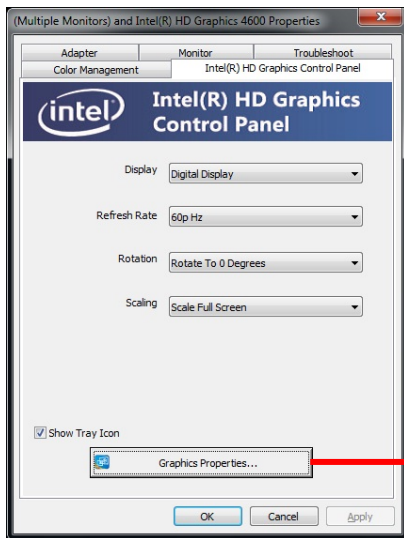 (Multiple Monitors) and Intel(R) HD Graphics 4600 Properties
Adapter Monitor Troubleshoot
Color Management Intel(R) HD Graphics Control Panel
intel Intel(R) HD Graphics
Control Panel
Display Digital Display
Refresh Rate 60p Hz
Rotation Rotate To 0 Degrees
Scaling Scale Full Screen
Show Tray Icon
Graphics Properties...
OK Cancel Apply